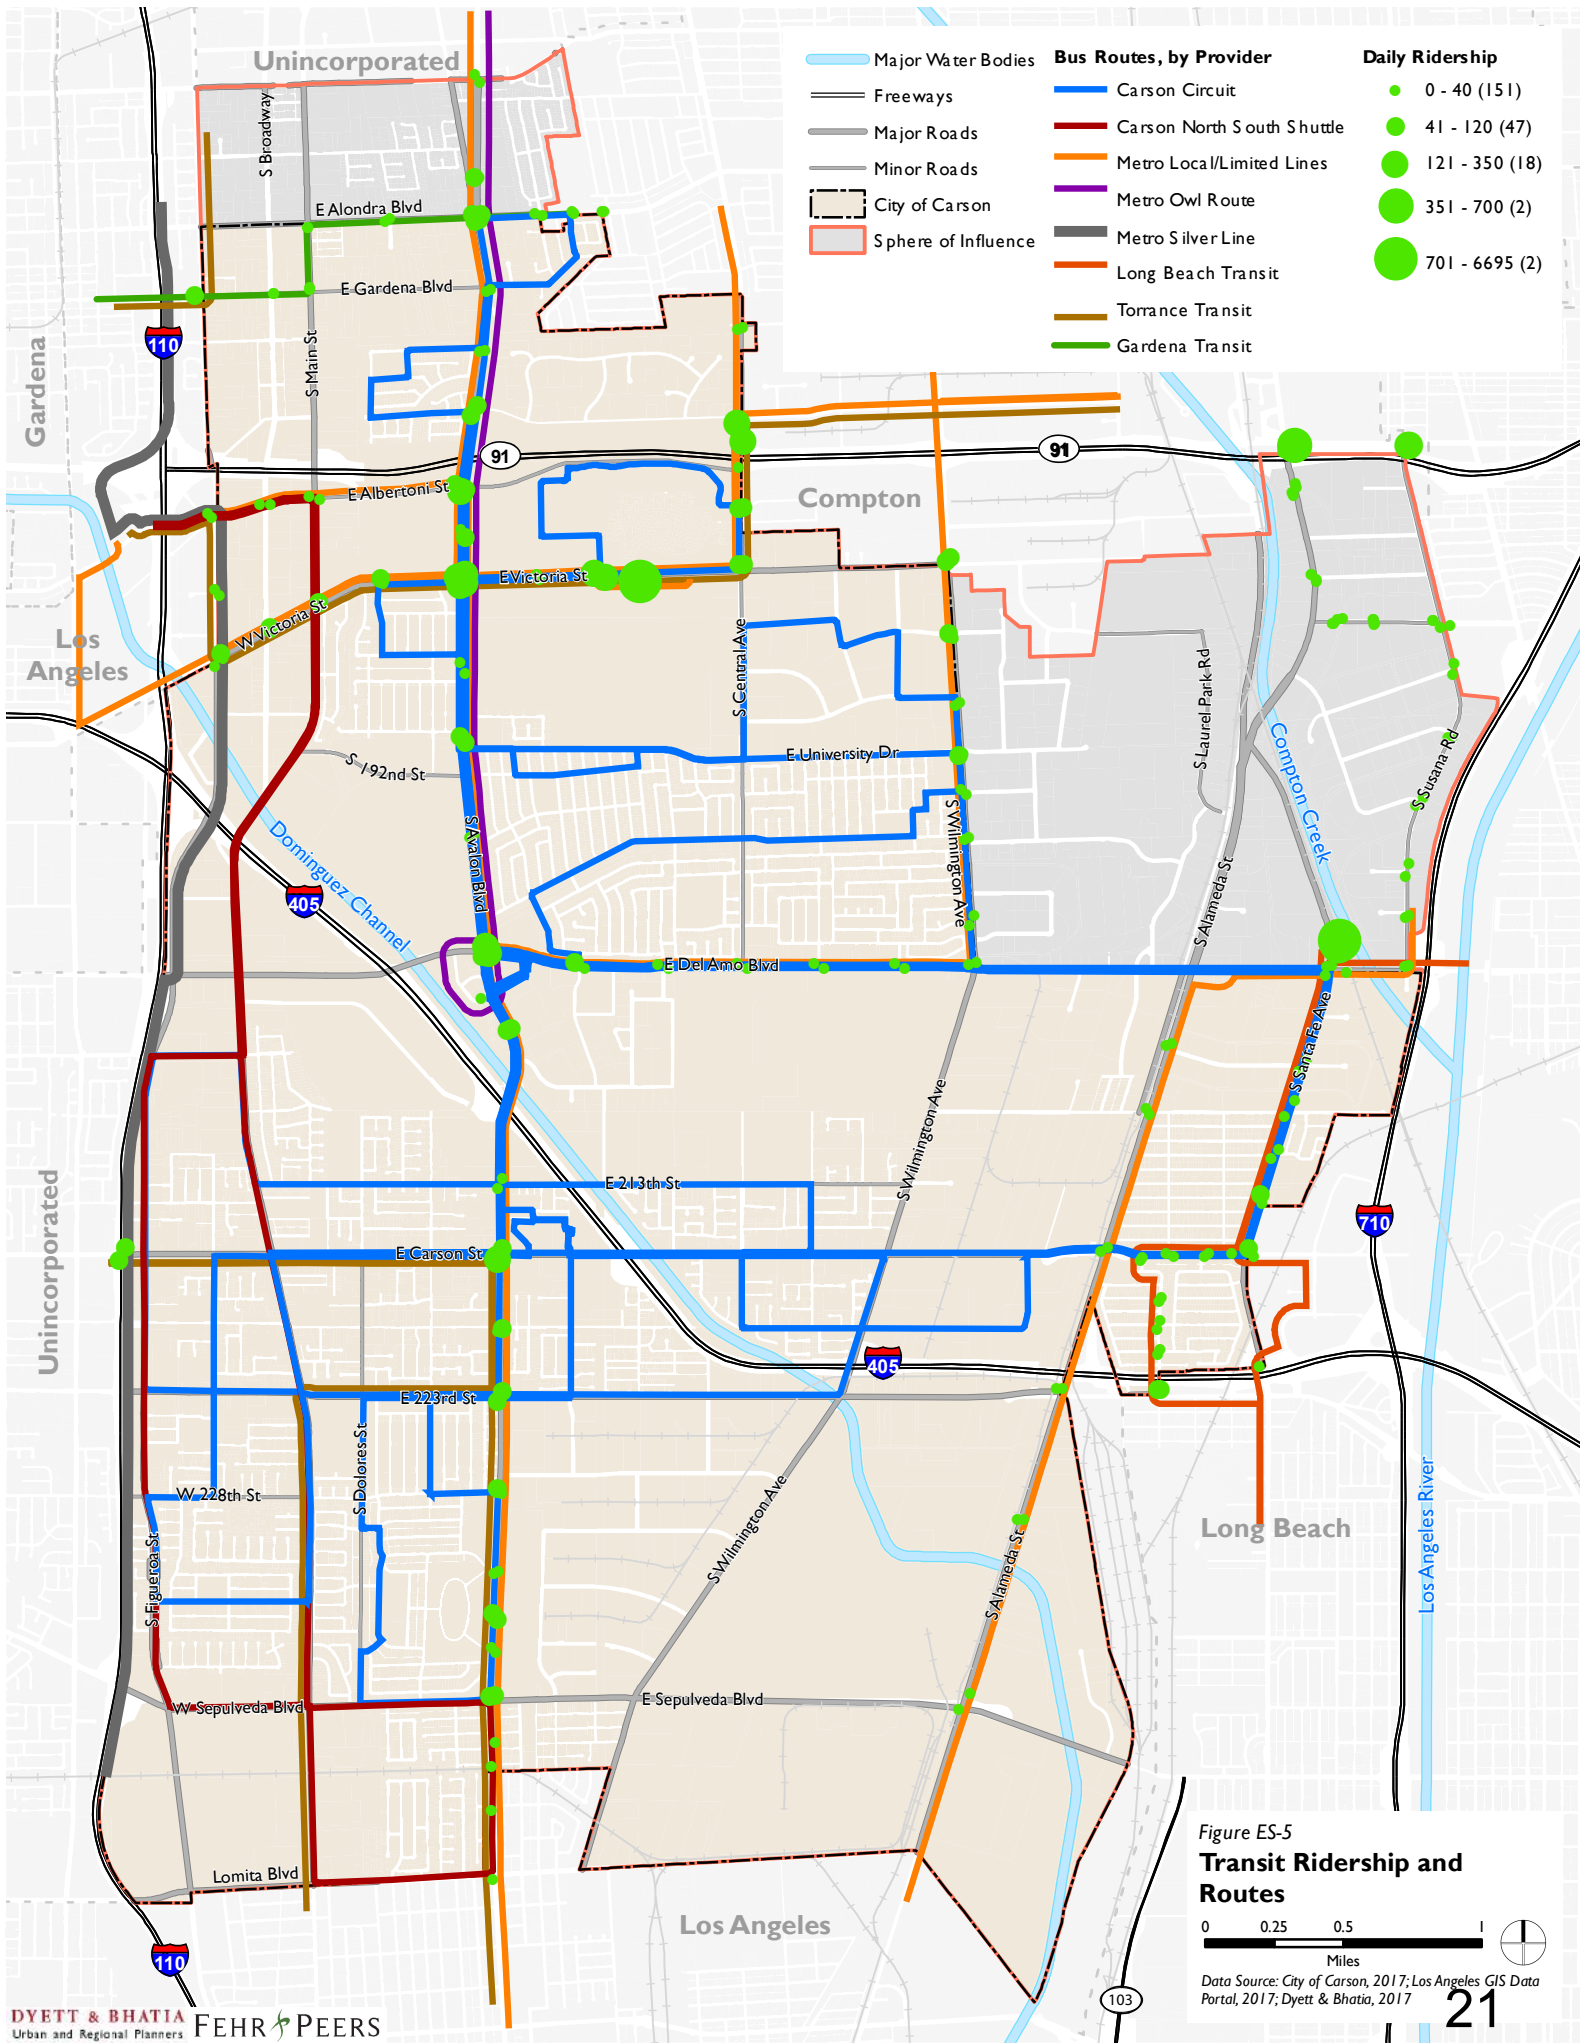 Major Water Bodies
Freeways
Major Roads
Minor Roads
City of Carson
Sphere of Influence
Bus Routes, by Provider
Carson Circuit
Carson North South Shuttle
Metro Local/Limited Lines
Metro Owl Route
Metro Silver Line
Long Beach Transit
Torrance Transit
Gardena Transit
Daily Ridership
0 - 40 (151)
41 - 120 (47)
121 - 350 (18)
351 - 700 (2)
701 - 6695 (2)
Unincorporated
S Broadway
E Alondra Blvd
E Gardena Blvd
S Main St
Gardena
110
91
91
E Albertoni St
Compton
E Victoria St
W Victoria St
Los
Angeles
S Central Ave
S Laurel Park Rd
Compton Creek
S Susana Rd
E University Dr
S 192nd St
S Wilmington Ave
S Avalon Blvd
Dominguez Channel
405
S Alameda St
E Del Amo Blvd
S Santa Fe Ave
S Wilmington Ave
E 213th St
Unincorporated
710
E Carson St
405
E 223rd St
S Dolores St
W 228th St
S Figueroa St
S Wilmington Ave
Long Beach
Los Angeles River
S Alameda St
W Sepulveda Blvd
E Sepulveda Blvd
Lomita Blvd
Los Angeles
110
103
Figure ES-5
Transit Ridership and
Routes
0 0.25 0.5 1
Miles
Data Source: City of Carson, 2017; Los Angeles GIS Data
Portal, 2017; Dyett & Bhatia, 2017
21
DYETT & BHATIA
Urban and Regional Planners
FEHR PEERS